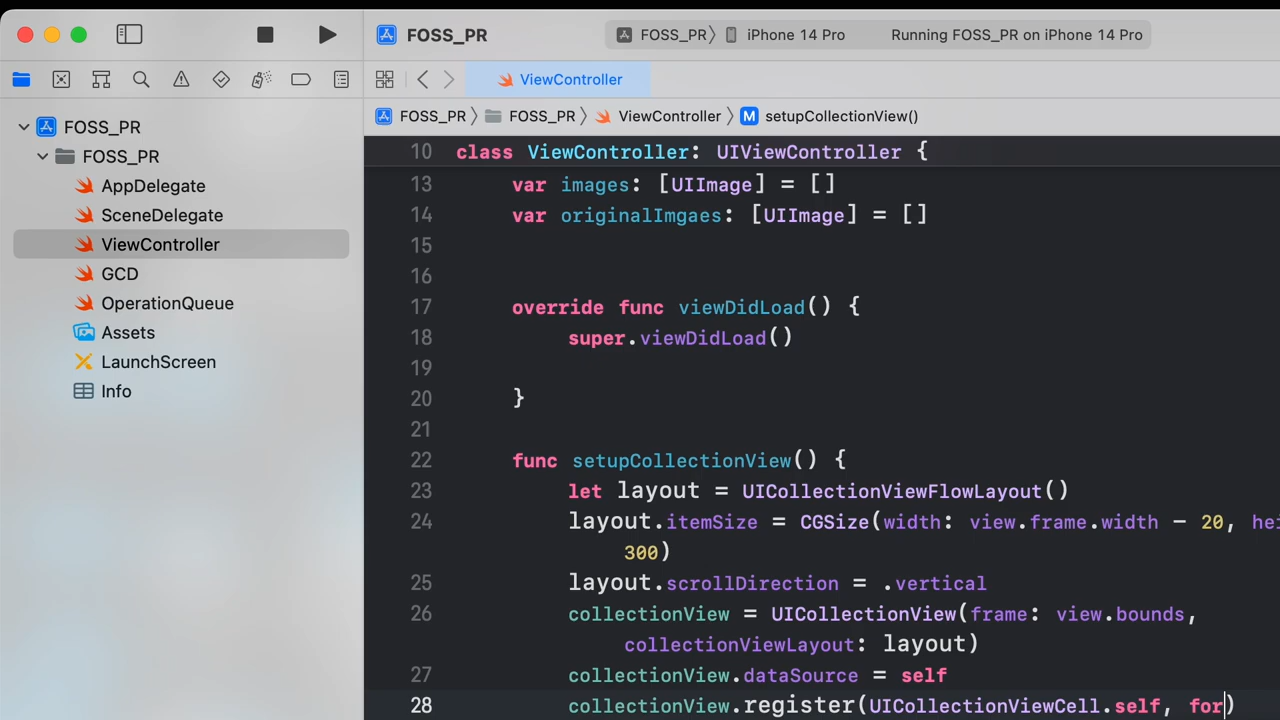 FOSS_PR
FOSS_PR〉 iPhone 14 Pro
Running FOSS_PR on iPhone 14 Pro
ViewController
FOSS_PR 〉 FOSS_PR 〉 ViewController 〉 M setupCollectionView()
FOSS_PR
FOSS_PR
AppDelegate
SceneDelegate
ViewController
GCD
OperationQueue
Assets
LaunchScreen
Info
10 class ViewController: UIViewController {
13 var images: [UIImage] = []
14 var originalImgaes: [UIImage] = []
15
16
17 override func viewDidLoad() {
18 super.viewDidLoad()
19
20 }
21
22 func setupCollectionView() {
23 let layout = UICollectionViewFlowLayout()
24 layout.itemSize = CGSize(width: view.frame.width - 20, hei
300)
25 layout.scrollDirection = .vertical
26 collectionView = UICollectionView(frame: view.bounds,
collectionViewLayout: layout)
27 collectionView.dataSource = self
28 collectionView.register(UICollectionViewCell.self, for)